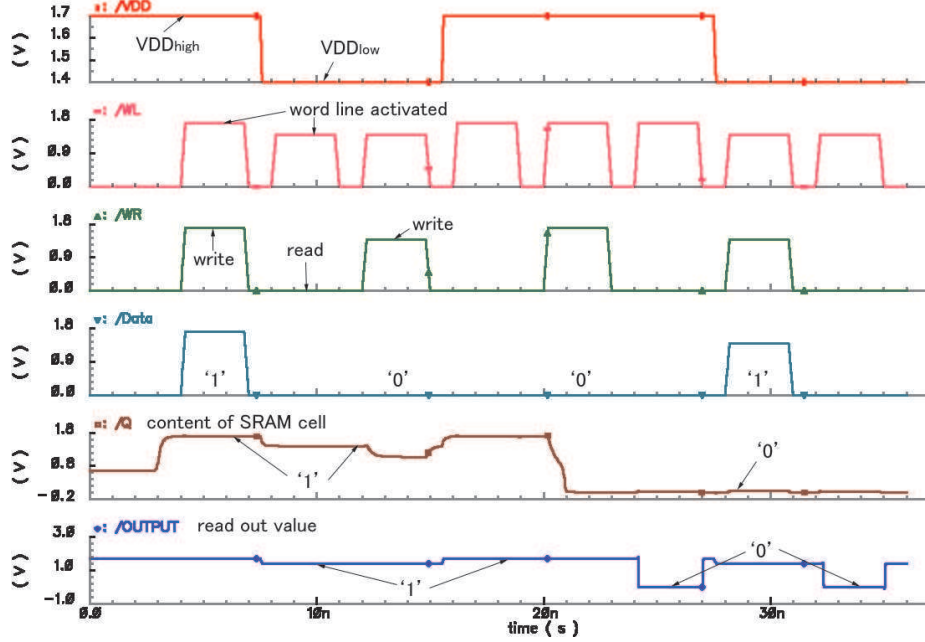 /VDD
(V)
1.7
1.6
1.5
1.4
VDDhigh
VDDlow
/WL
(V)
1.8
0.9
0.0
word line activated
/WR
(V)
1.8
0.9
0.0
write
read
write
/Data
(V)
1.8
0.9
0.0
‘1’
‘0’
‘0’
‘1’
/Q content of SRAM cell
(V)
1.8
0.8
-0.2
‘1’
‘0’
/OUTPUT read out value
(V)
3.0
1.0
-1.0
‘1’
‘0’
0.0
10n
20n
30n
time ( s )